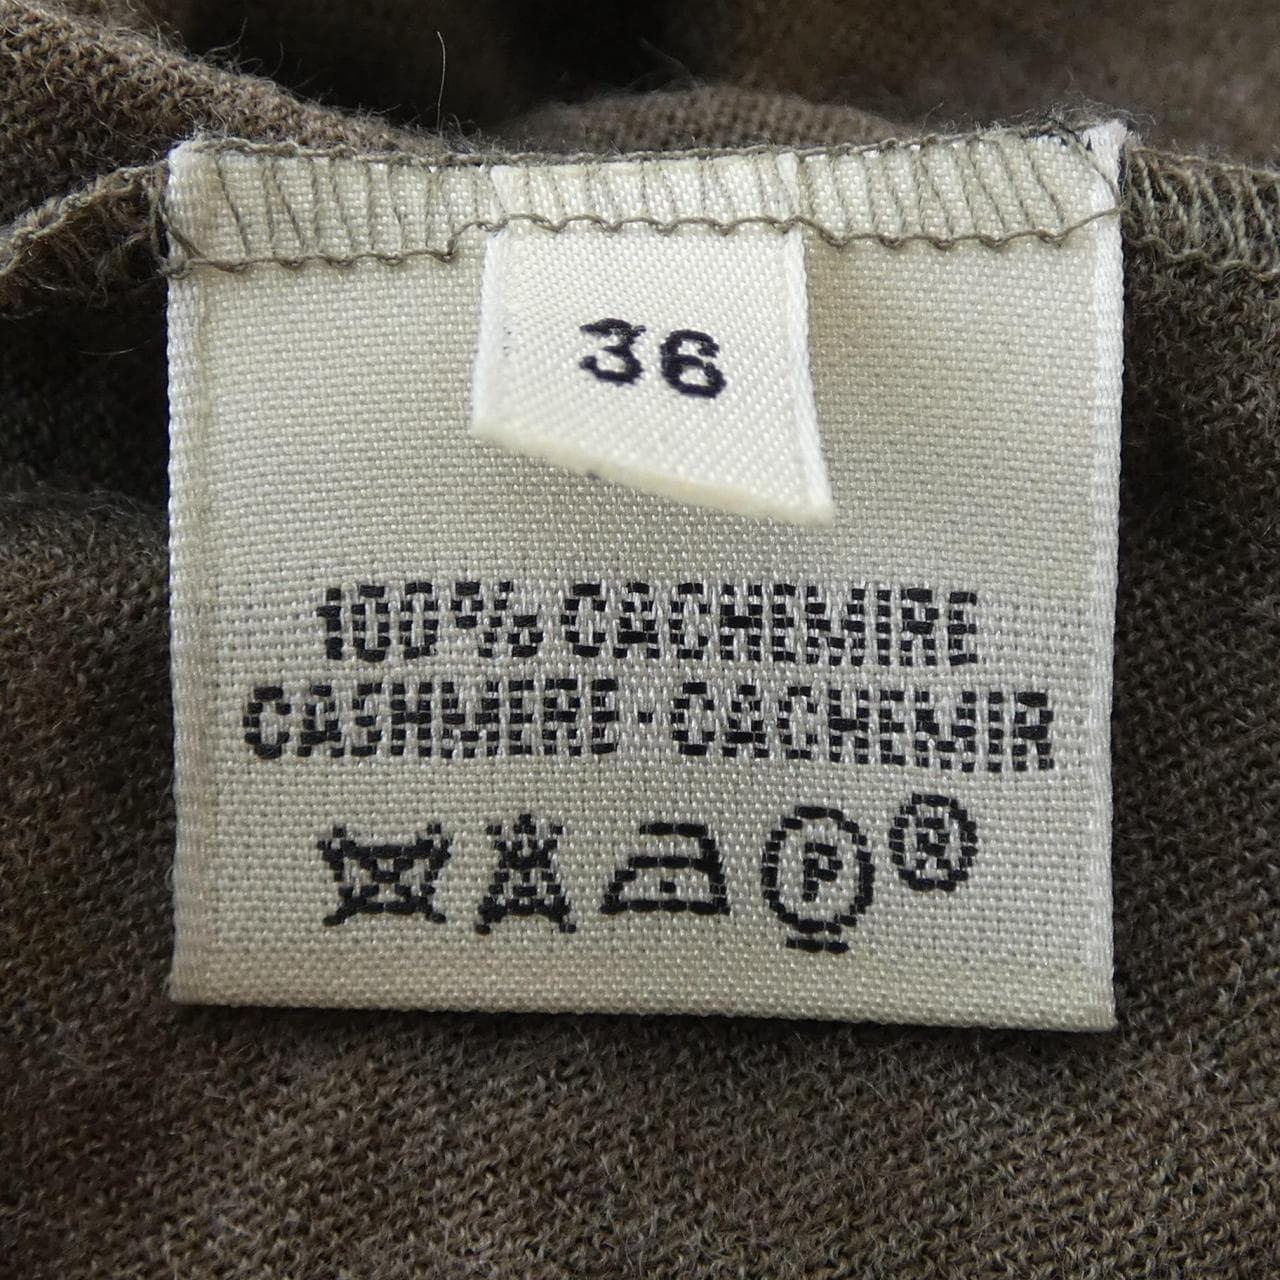 36
100% CACHEMIRE
CASHMERE·CACHEMIR
P ®